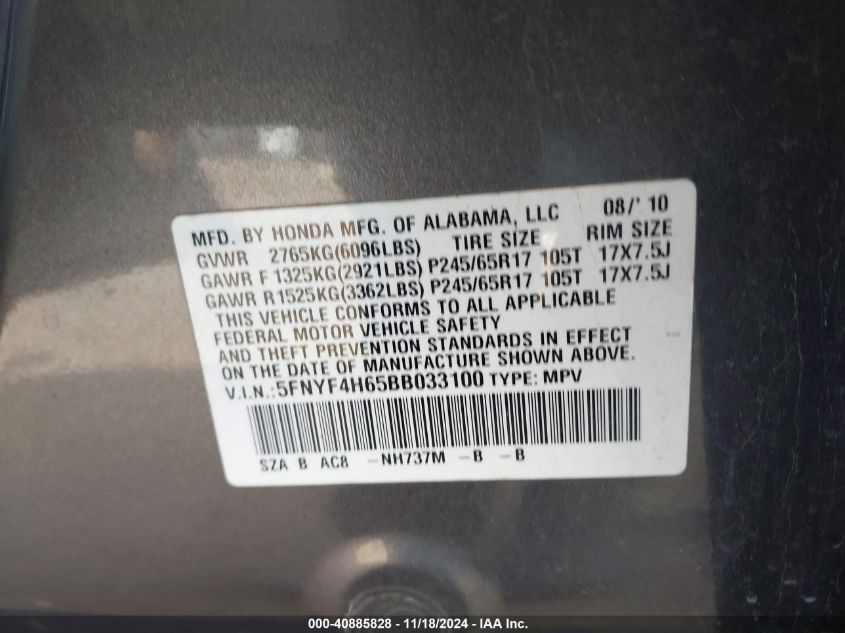 MFD. BY HONDA MFG. OF ALABAMA, LLC 08/' 10
GVWR 2765KG(6096LBS) TIRE SIZE RIM SIZE
GAWR F 1325KG(2921LBS) P245/65R17 105T 17X7.5J
GAWR R1525KG(3362LBS) P245/65R17 105T 17X7.5J
THIS VEHICLE CONFORMS TO ALL APPLICABLE
FEDERAL MOTOR VEHICLE SAFETY
AND THEFT PREVENTION STANDARDS IN EFFECT
ON THE DATE OF MANUFACTURE SHOWN ABOVE.
V.I.N.:5FNYF4H65BB033100 TYPE: MPV
SZA B AC8 -NH737M -B -B
000-40885828 - 11/18/2024 - IAA Inc.